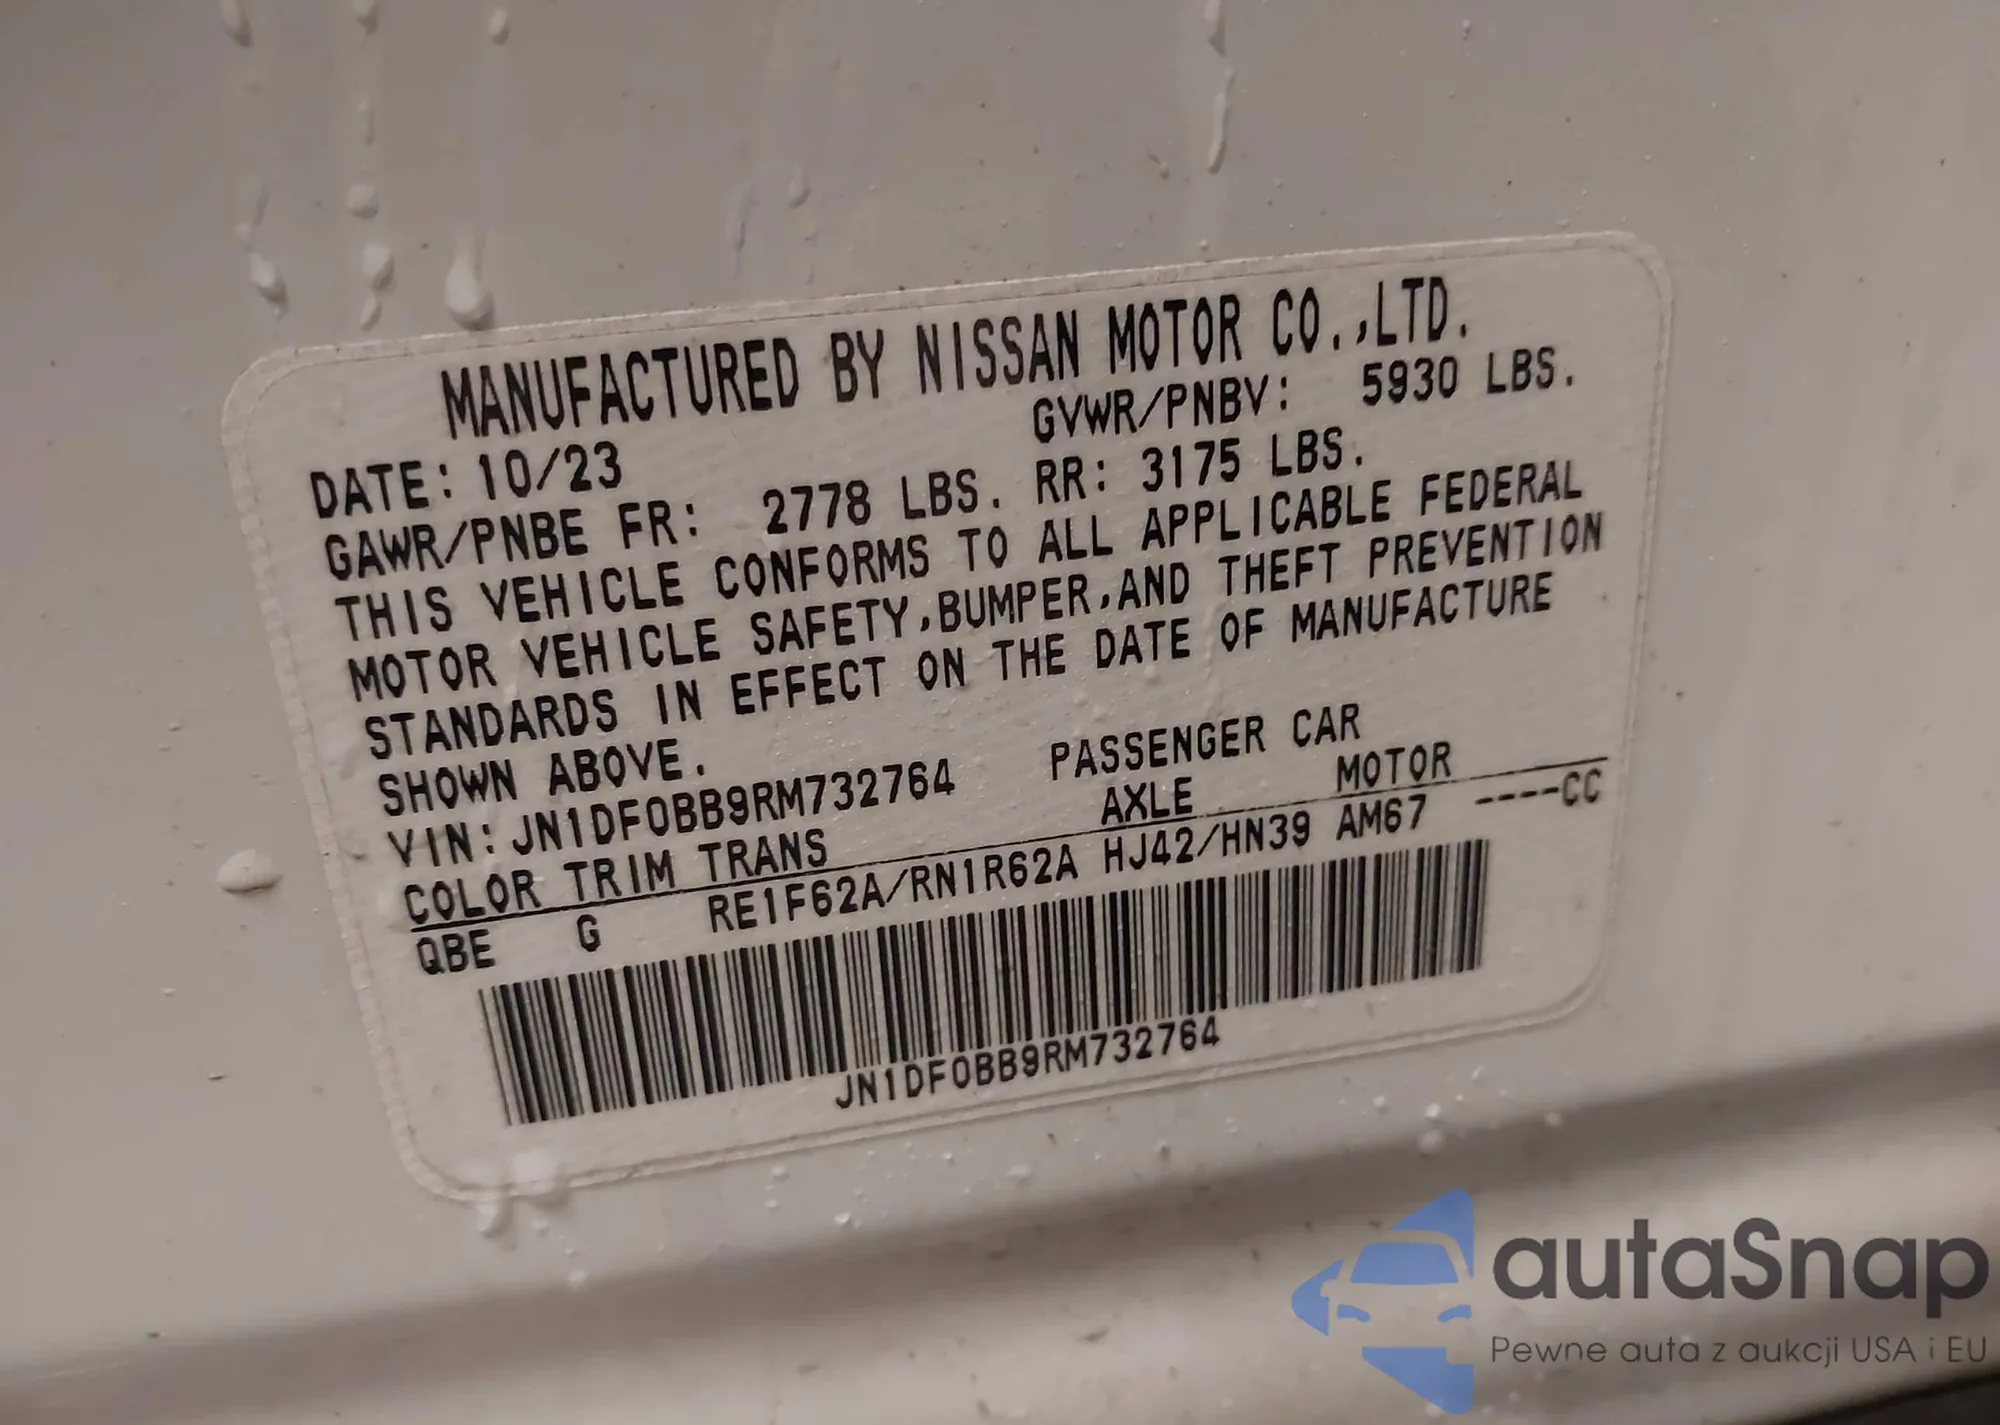 MANUFACTURED BY NISSAN MOTOR CO.,LTD.
DATE: 10/23 GVWR/PNBV: 5930 LBS.
GAWR/PNBE FR: 2778 LBS. RR: 3175 LBS.
THIS VEHICLE CONFORMS TO ALL APPLICABLE FEDERAL
MOTOR VEHICLE SAFETY,BUMPER,AND THEFT PREVENTION
STANDARDS IN EFFECT ON THE DATE OF MANUFACTURE
SHOWN ABOVE.
VIN: JN1DF0BB9RM732764 PASSENGER CAR
COLOR TRIM TRANS AXLE MOTOR
QBE G RE1F62A/RN1R62A HJ42/HN39 AM67 ----CC
JN1DF0BB9RM732764
autaSnap
Pewne auta z aukcji USA i EU